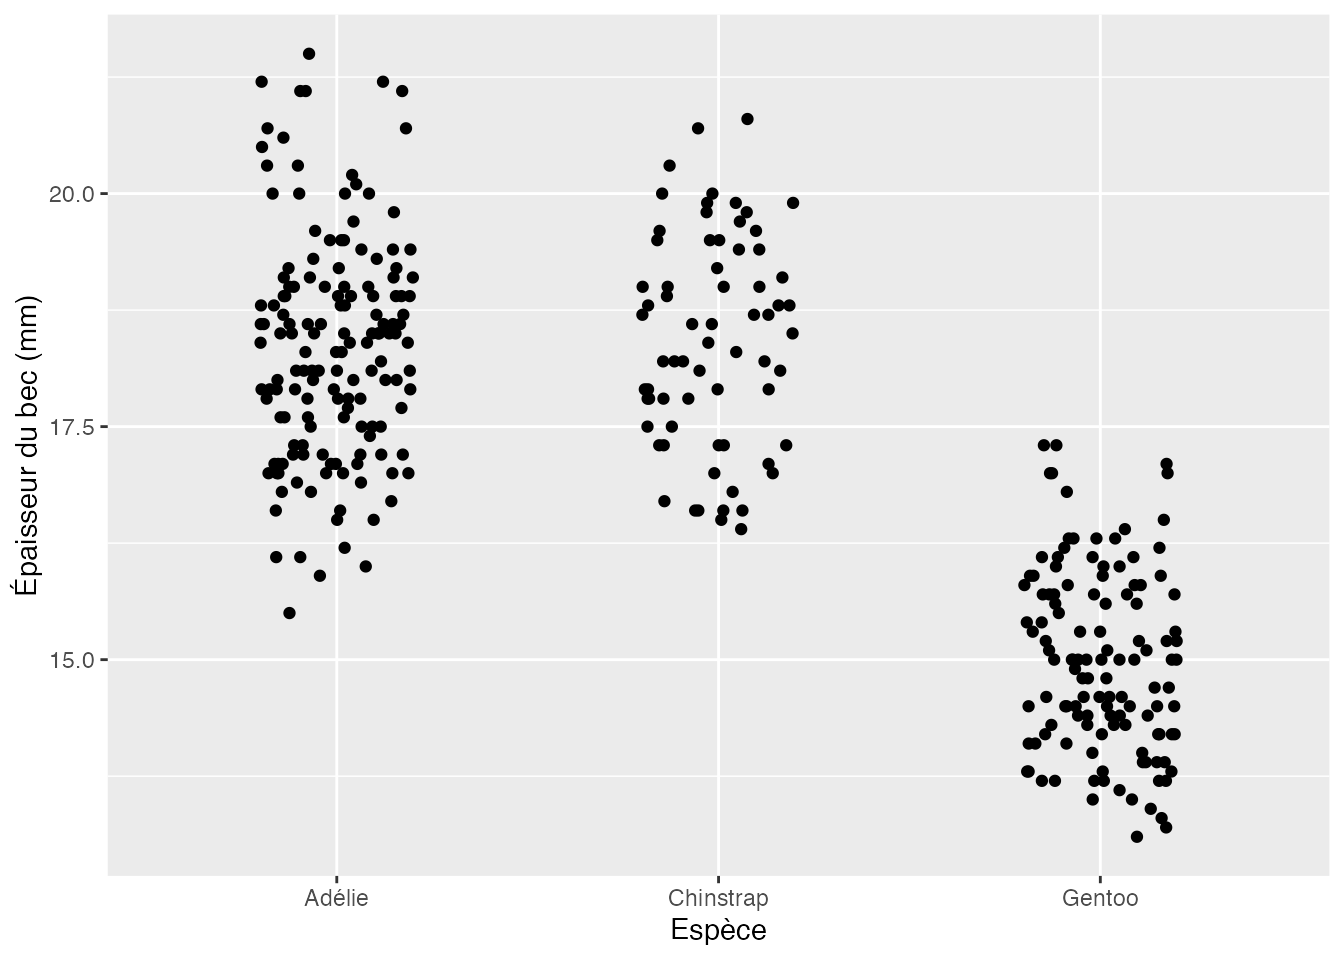 Épaisseur du bec (mm)
20.0
17.5
15.0
Adélie
Chinstrap
Gentoo
Espèce